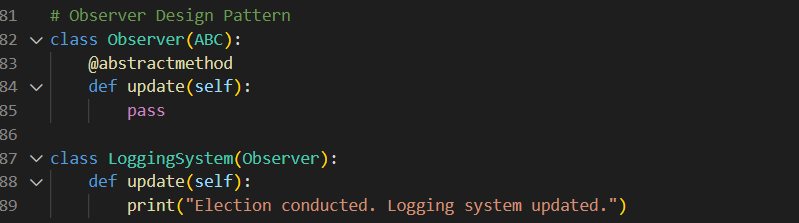 81 # Observer Design Pattern
82 class Observer(ABC):
83     @abstractmethod
84     def update(self):
85         pass
86
87 class LoggingSystem(Observer):
88     def update(self):
89         print("Election conducted. Logging system updated.")